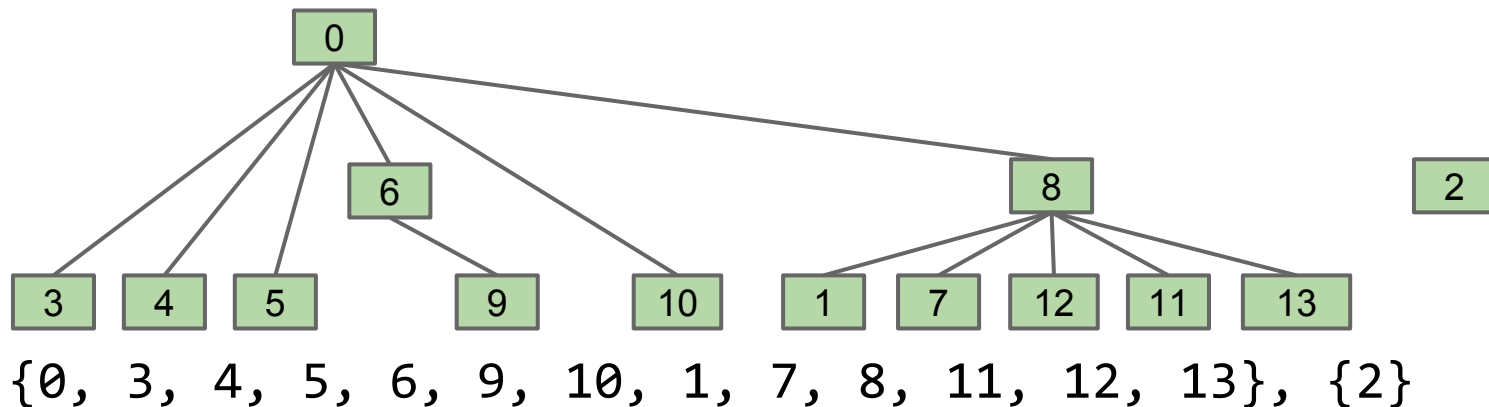 0
6 8 2
3 4 5 9 10 1 7 12 11 13
{0, 3, 4, 5, 6, 9, 10, 1, 7, 8, 11, 12, 13}, {2}